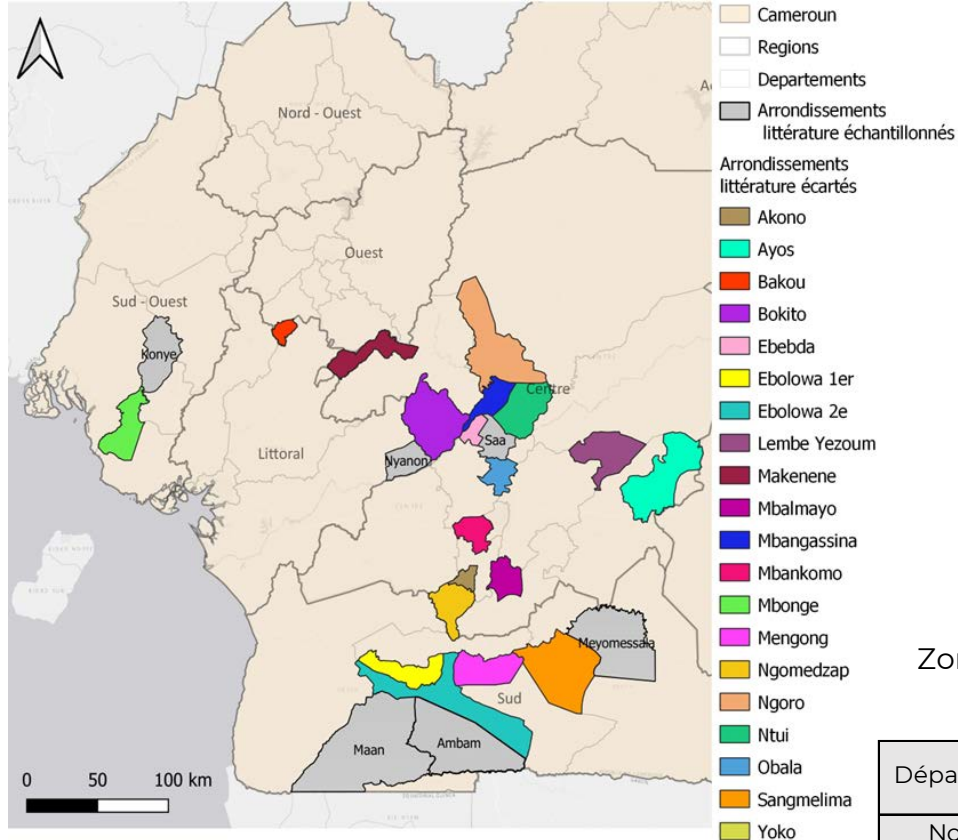 Nord - Ouest
Ouest
Sud - Ouest
Konye
Centre
Littoral
Saa
Nyanon
Meyomessala
Sud
Maan
Ambam
0 50 100 km
Cameroun
Regions
Departements
Arrondissements
littérature échantillonnés
Arrondissements
littérature écartés
Akono
Ayos
Bakou
Bokito
Ebebda
Ebolowa 1er
Ebolowa 2e
Lembe Yezoum
Makenene
Mbalmayo
Mbangassina
Mbankomo
Mbonge
Mengong
Ngomedzap
Ngoro
Ntui
Obala
Sangmelima
Yoko
Zo
Dépa